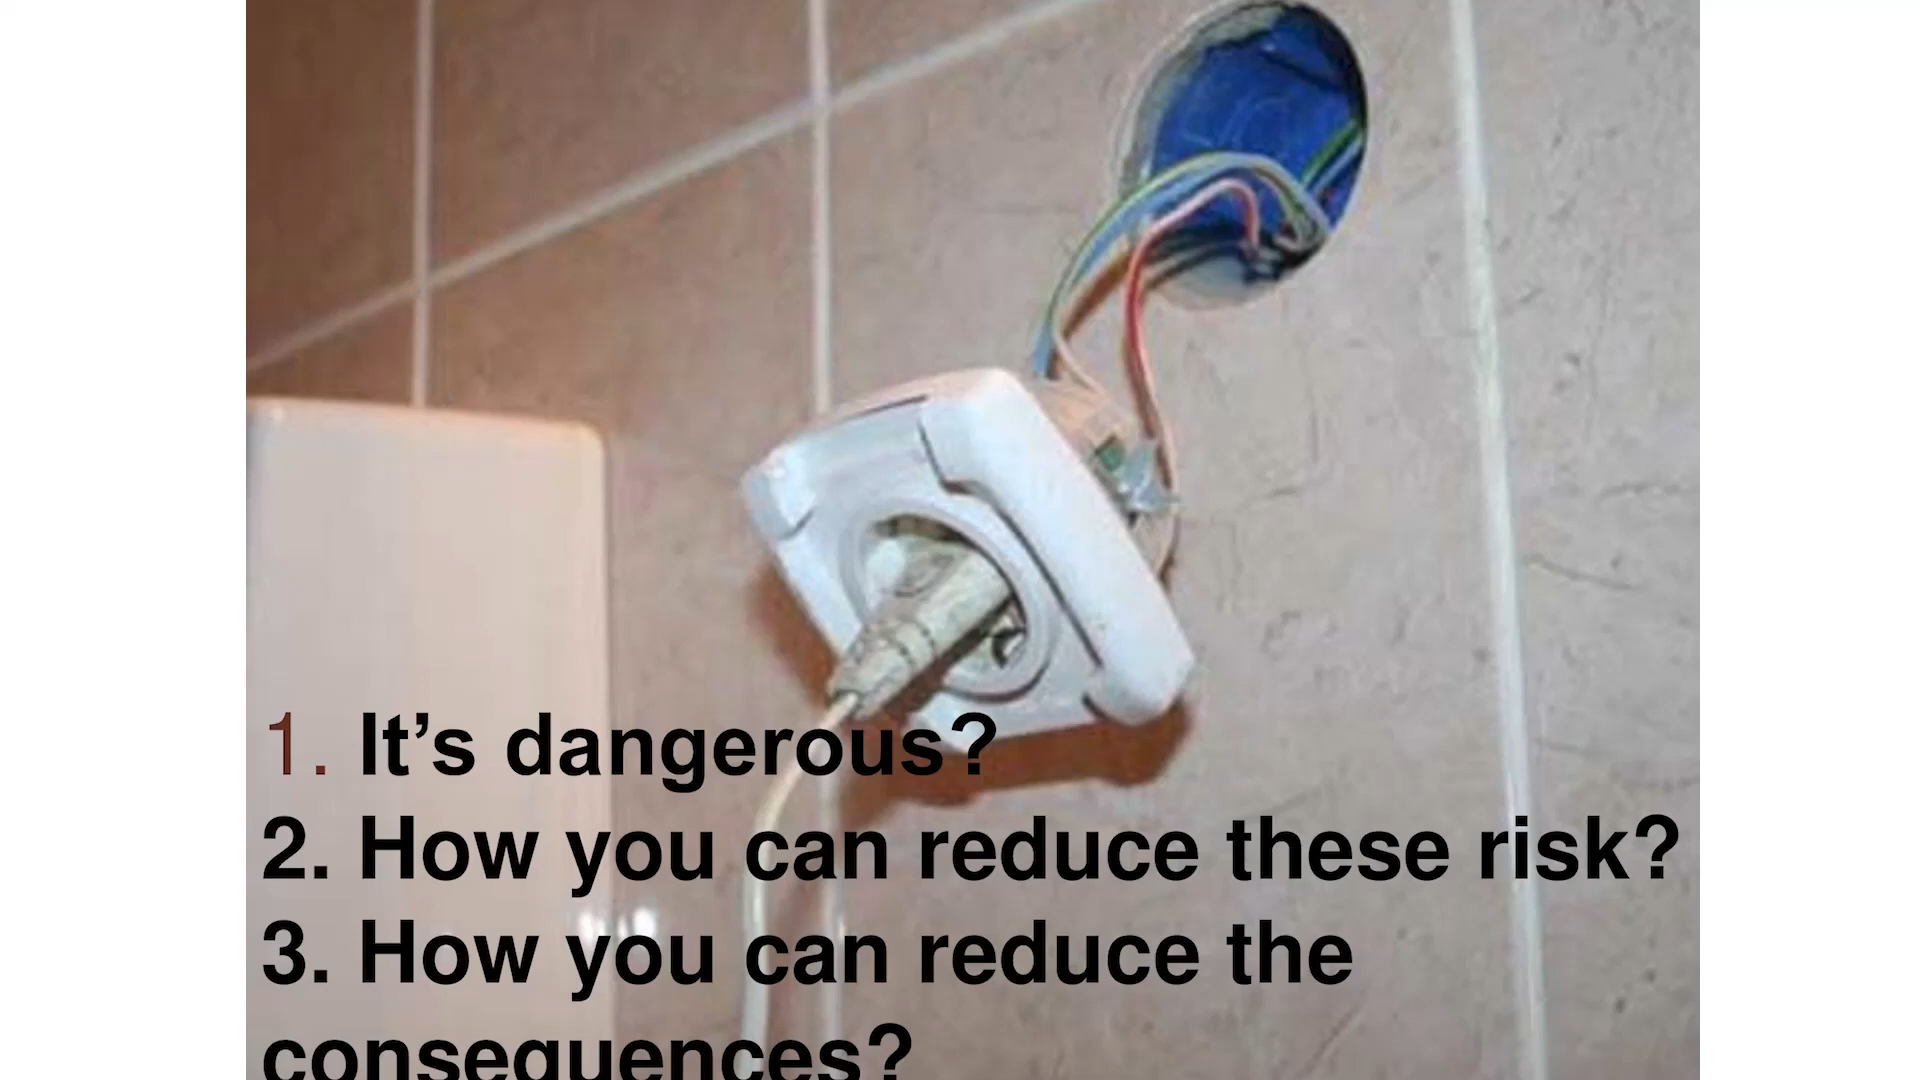 1. It’s dangerous?
2. How you can reduce these risk?
3. How you can reduce the
consequences?